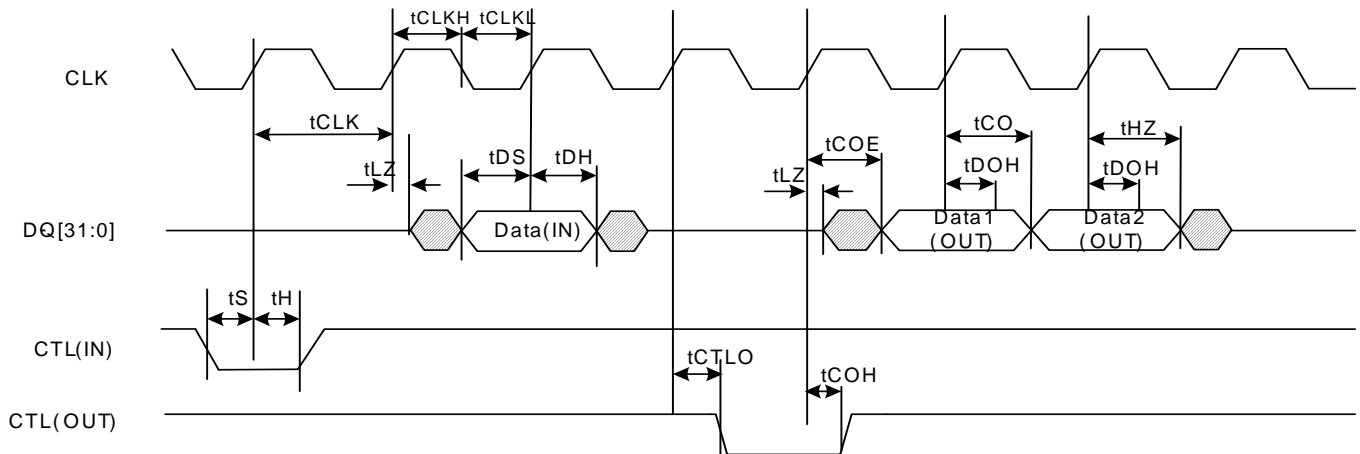 tCLKH
tCLKL
CLK
tCLK
tCO
tHZ
tCOE
tDS
tDH
tLZ
tLZ
tDOH
tDOH
DQ[31:0]
Data(IN)
Data1
(OUT)
Data2
(OUT)
tS
tH
CTL(IN)
tCTLO
tCOH
CTL(OUT)